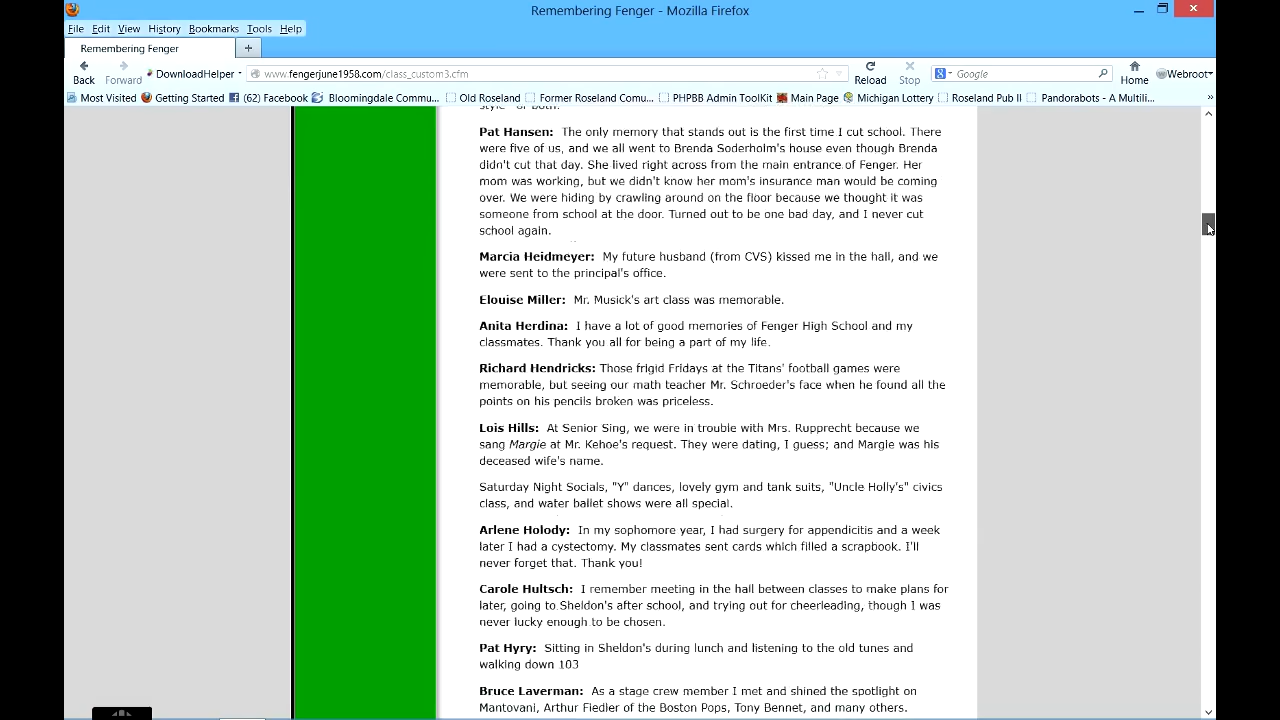 Remembering Fenger - Mozilla Firefox
File Edit View History Bookmarks Tools Help
Remembering Fenger
Back Forward DownloadHelper www.fengerjune1958.com/class_custom3.cfm Reload Stop Google Home Webroot
Most Visited Getting Started (62) Facebook Bloomingdale Commu... Old Roseland Former Roseland Comu... PHPBB Admin ToolKit Main Page Michigan Lottery Roseland Pub II Pandorabots - A Multili... »
style" or both.
Pat Hansen: The only memory that stands out is the first time I cut school. There
were five of us, and we all went to Brenda Soderholm's house even though Brenda
didn't cut that day. She lived right across from the main entrance of Fenger. Her
mom was working, but we didn't know her mom's insurance man would be coming
over. We were hiding by crawling around on the floor because we thought it was
someone from school at the door. Turned out to be one bad day, and I never cut
school again.
Marcia Heidmeyer: My future husband (from CVS) kissed me in the hall, and we
were sent to the principal's office.
Elouise Miller: Mr. Musick's art class was memorable.
Anita Herdina: I have a lot of good memories of Fenger High School and my
classmates. Thank you all for being a part of my life.
Richard Hendricks: Those frigid Fridays at the Titans' football games were
memorable, but seeing our math teacher Mr. Schroeder's face when he found all the
points on his pencils broken was priceless.
Lois Hills: At Senior Sing, we were in trouble with Mrs. Rupprecht because we
sang Margie at Mr. Kehoe's request. They were dating, I guess; and Margie was his
deceased wife's name.
Saturday Night Socials, "Y" dances, lovely gym and tank suits, "Uncle Holly's" civics
class, and water ballet shows were all special.
Arlene Holody: In my sophomore year, I had surgery for appendicitis and a week
later I had a cystectomy. My classmates sent cards which filled a scrapbook. I'll
never forget that. Thank you!
Carole Hultsch: I remember meeting in the hall between classes to make plans for
later, going to Sheldon's after school, and trying out for cheerleading, though I was
never lucky enough to be chosen.
Pat Hyry: Sitting in Sheldon's during lunch and listening to the old tunes and
walking down 103
Bruce Laverman: As a stage crew member I met and shined the spotlight on
Mantovani, Arthur Fiedler of the Boston Pops, Tony Bennet, and many others.